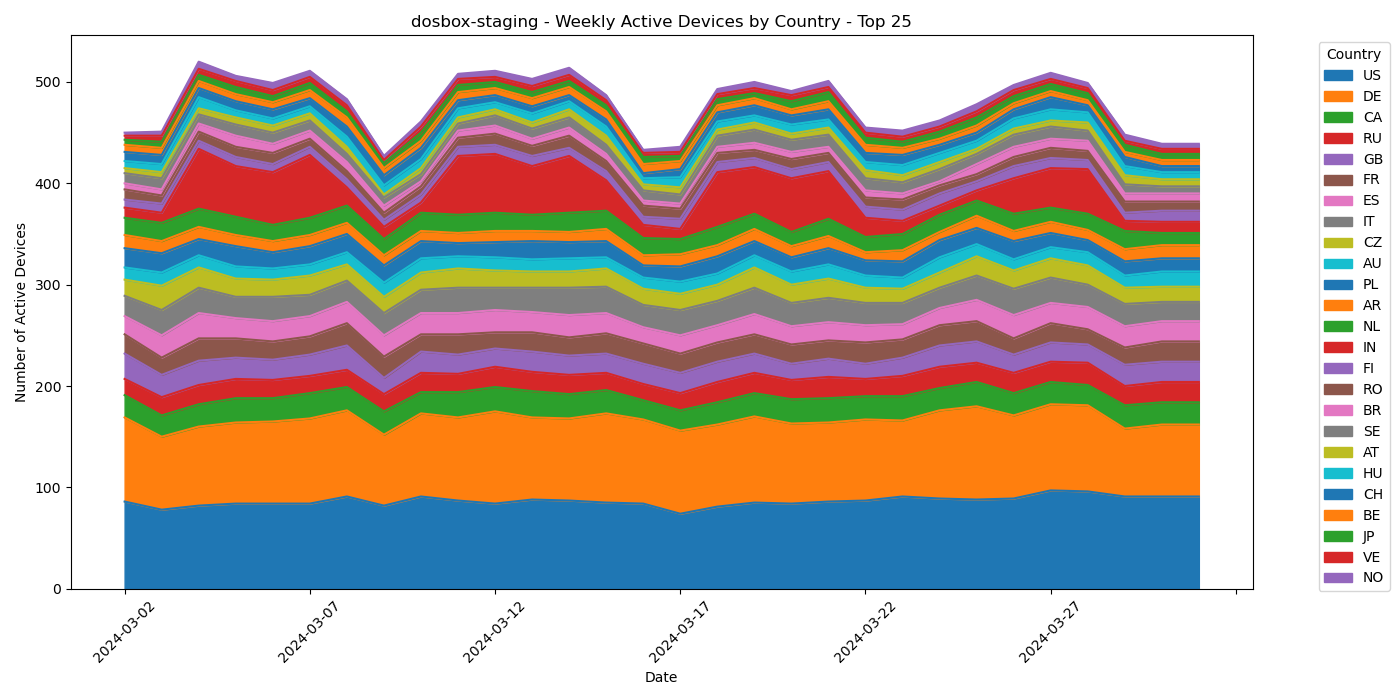 dosbox-staging - Weekly Active Devices by Country - Top 25
Number of Active Devices
500
400
300
200
100
0
2024-03-02
2024-03-07
2024-03-12
2024-03-17
2024-03-22
2024-03-27
Date
Country
US
DE
CA
RU
GB
FR
ES
IT
CZ
AU
PL
AR
NL
IN
FI
RO
BR
SE
AT
HU
CH
BE
JP
VE
NO